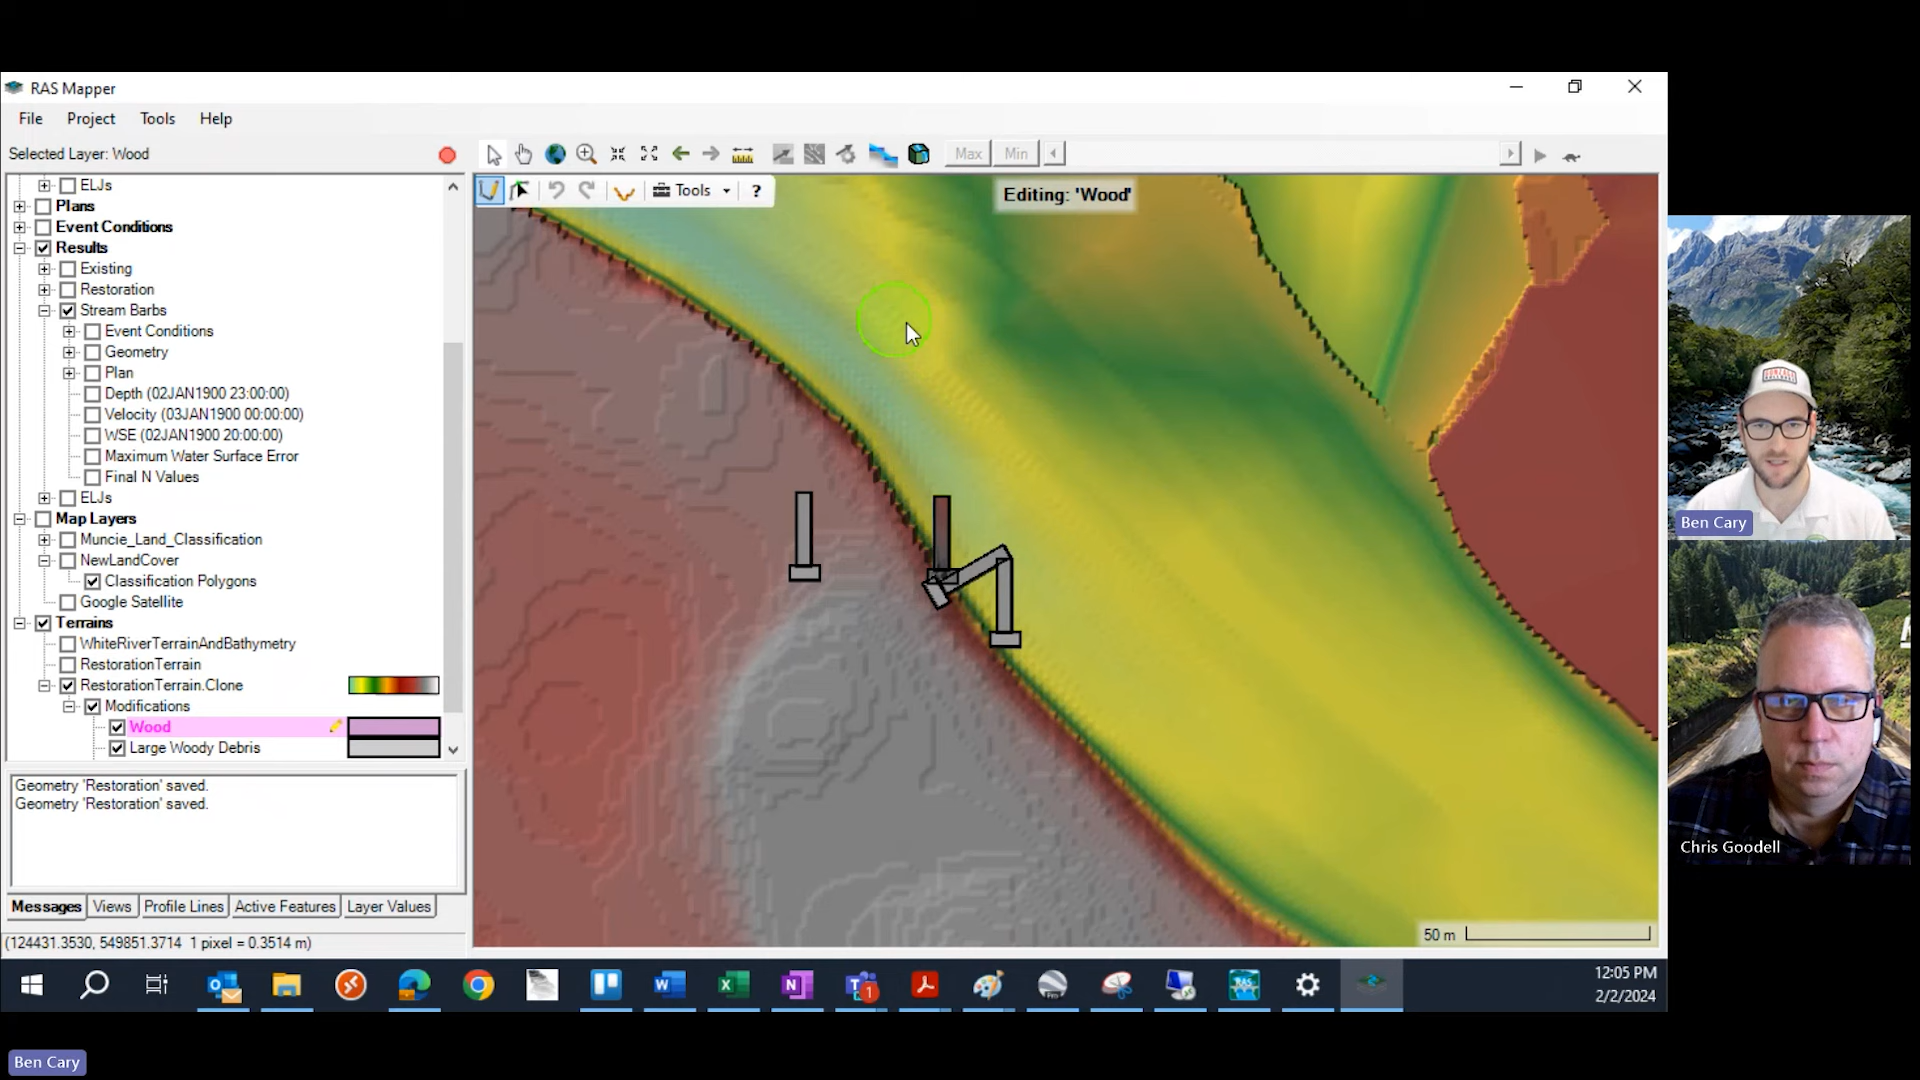 RAS Mapper
File Project Tools Help
Selected Layer: Wood
Max Min
ELJs
Plans
Event Conditions
Results
Existing
Restoration
Stream Barbs
Event Conditions
Geometry
Plan
Depth (02JAN1900 23:00:00)
Velocity (03JAN1900 00:00:00)
WSE (02JAN1900 20:00:00)
Maximum Water Surface Error
Final N Values
ELJs
Map Layers
Muncie_Land_Classification
NewLandCover
Classification Polygons
Google Satellite
Terrains
WhiteRiverTerrainAndBathymetry
RestorationTerrain
RestorationTerrain.Clone
Modifications
Wood
Large Woody Debris
Tools ?
Editing: 'Wood'
50 m
Geometry 'Restoration' saved.
Geometry 'Restoration' saved.
Messages Views Profile Lines Active Features Layer Values
(124431.3530, 549851.3714 1 pixel = 0.3514 m)
12:05 PM
2/2/2024
Ben Cary
Chris Goodell
Ben Cary